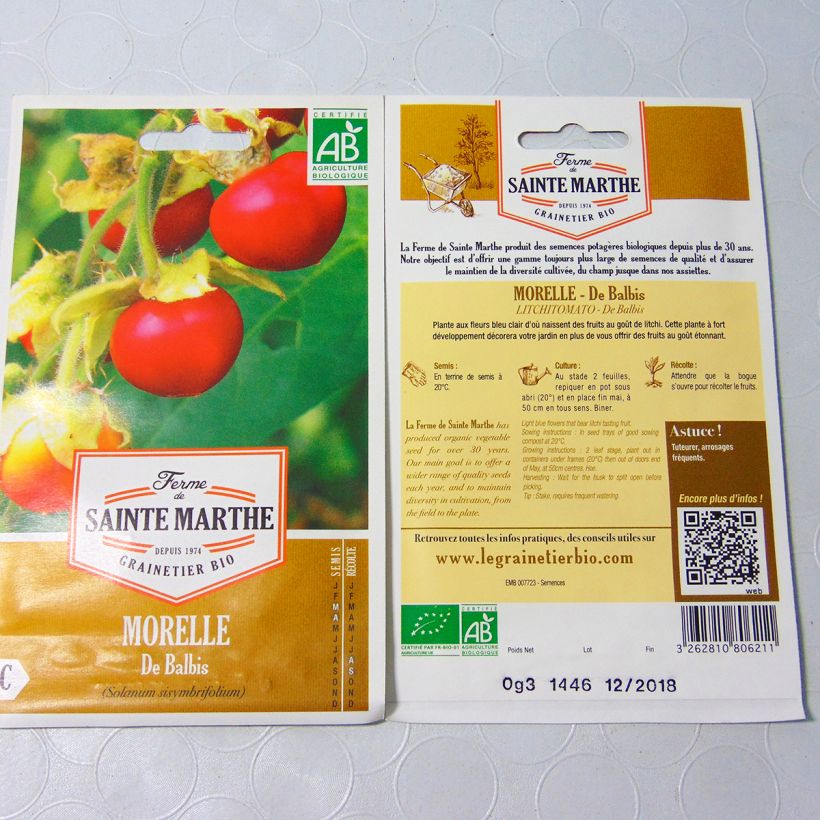 CERTIFIÉ
AB
AGRICULTURE
BIOLOGIQUE
Ferme
de
SAINTE MARTHE
DEPUIS 1974
GRAINETIER BIO
SEMIS
RÉCOLTE
J J
F F
M M
A A
M M
J J
J J
A A
S S
O O
N N
D D
MORELLE
De Balbis
(Solanum sisymbrifolium)
C
Ferme
de
SAINTE MARTHE
DEPUIS 1974
GRAINETIER BIO
La Ferme de Sainte Marthe produit des semences potagères biologiques depuis plus de 30 ans.
Notre objectif est d'offrir une gamme toujours plus large de semences de qualité et d'assurer
le maintien de la diversité cultivée, du champ jusque dans nos assiettes.
MORELLE - De Balbis
LITCHITOMATO - De Balbis
Plante aux fleurs bleu clair d'où naissent des fruits au goût de litchi. Cette plante à fort
développement décorera votre jardin en plus de vous offrir des fruits au goût étonnant.
Semis :
En terrine de semis à
20°C.
Culture :
Au stade 2 feuilles,
repiquer en pot sous
abri (20°) et en place fin mai, à
50 cm en tous sens. Biner.
Récolte :
Attendre que la bogue
s'ouvre pour récolter le fruits.
La Ferme de Sainte Marthe has
produced organic vegetable
seed for over 30 years.
Our main goal is to offer a
wider range of quality seeds
each year, and to maintain
diversity in cultivation, from
the field to the plate.
Light blue flowers that bear litchi tasting fruit.
Sowing instructions : In seed trays of good sowing
compost at 20°C.
Growing instructions : 2 leaf stage, plant out in
containers under frames (20°C) then out of doors end
of May, at 50cm centres. Hoe.
Harvesting : Wait for the husk to split open before
picking.
Tip : Stake, requires frequent watering.
Astuce !
Tuteurer, arrosages
fréquents.
Encore plus d'infos !
web
Retrouvez toutes les infos pratiques, des conseils utiles sur
www.legrainetierbio.com
EMB 007723 - Semences
CERTIFIÉ PAR FR-BIO-01
AGRICULTURE UE
CERTIFIÉ
AB
AGRICULTURE
BIOLOGIQUE
Poids Net Lot Fin
0g3 1446 12/2018
3 262810 806211